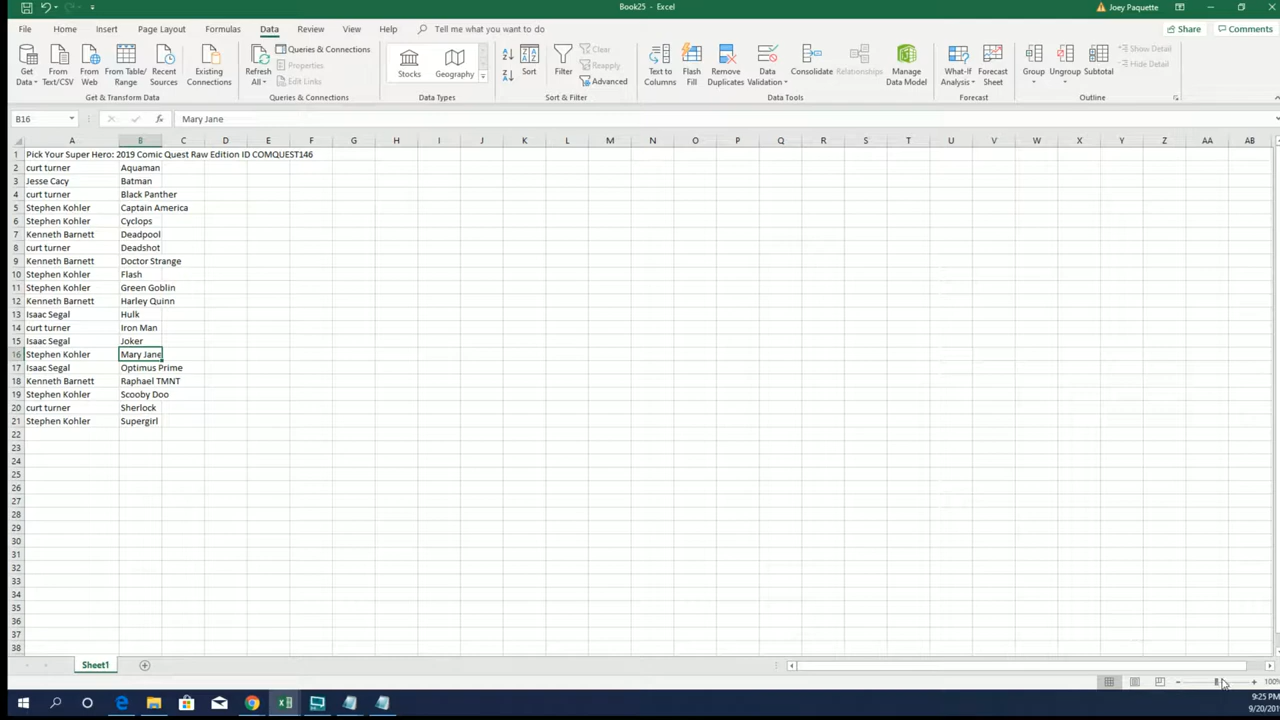 Book25 - Excel
Joey Paquette
File Home Insert Page Layout Formulas Data Review View Help Tell me what you want to do Share Comments
Get Data From Text/CSV From Web From Table/Range Recent Sources Existing Connections
Get & Transform Data
Refresh All Queries & Connections Properties Edit Links
Queries & Connections
Stocks Geography
Data Types
Sort Filter Clear Reapply Advanced
Sort & Filter
Text to Columns Flash Fill Remove Duplicates Data Validation Consolidate Relationships Manage Data Model
Data Tools
What-If Analysis Forecast Sheet
Forecast
Group Ungroup Subtotal Show Detail Hide Detail
Outline
B16 fx Mary Jane
A B C D E F G H I J K L M N O P Q R S T U V W X Y Z AA AB
1 Pick Your Super Hero: 2019 Comic Quest Raw Edition ID COMQUEST146
2 curt turner Aquaman
3 Jesse Cacy Batman
4 curt turner Black Panther
5 Stephen Kohler Captain America
6 Stephen Kohler Cyclops
7 Kenneth Barnett Deadpool
8 curt turner Deadshot
9 Kenneth Barnett Doctor Strange
10 Stephen Kohler Flash
11 Stephen Kohler Green Goblin
12 Kenneth Barnett Harley Quinn
13 Isaac Segal Hulk
14 curt turner Iron Man
15 Isaac Segal Joker
16 Stephen Kohler Mary Jane
17 Isaac Segal Optimus Prime
18 Kenneth Barnett Raphael TMNT
19 Stephen Kohler Scooby Doo
20 curt turner Sherlock
21 Stephen Kohler Supergirl
22
23
24
25
26
27
28
29
30
31
32
33
34
35
36
37
38
Sheet1
100%
9:25 PM
9/20/201